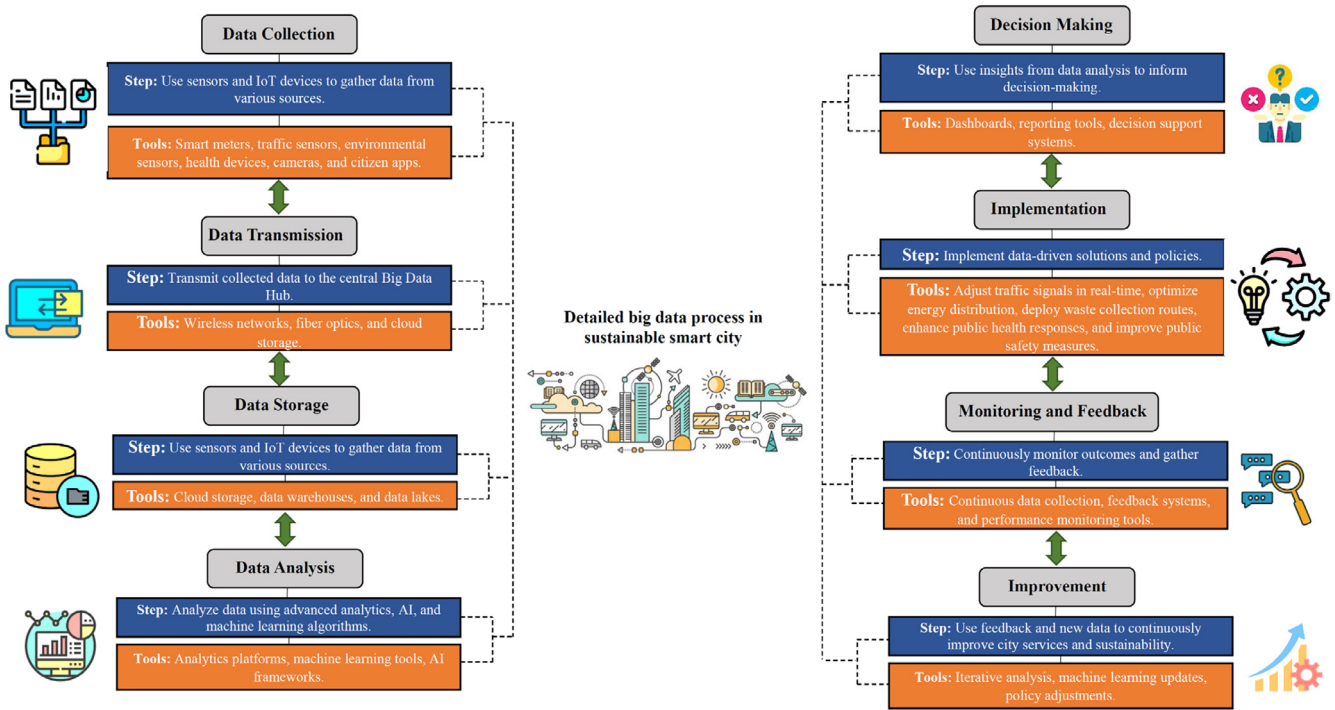 Data Collection
Step: Use sensors and IoT devices to gather data from
various sources.
Tools: Smart meters, traffic sensors, environmental
sensors, health devices, cameras, and citizen apps.
Data Transmission
Step: Transmit collected data to the central Big Data
Hub.
Tools: Wireless networks, fiber optics, and cloud
storage.
Data Storage
Step: Use sensors and IoT devices to gather data from
various sources.
Tools: Cloud storage, data warehouses, and data lakes.
Data Analysis
Step: Analyze data using advanced analytics, AI, and
machine learning algorithms.
Tools: Analytics platforms, machine learning tools, AI
frameworks.
Detailed big data process in
sustainable smart city
Decision Making
Step: Use insights from data analysis to inform
decision-making.
Tools: Dashboards, reporting tools, decision support
systems.
Implementation
Step: Implement data-driven solutions and policies.
Tools: Adjust traffic signals in real-time, optimize
energy distribution, deploy waste collection routes,
enhance public health responses, and improve public
safety measures.
Monitoring and Feedback
Step: Continuously monitor outcomes and gather
feedback.
Tools: Continuous data collection, feedback systems,
and performance monitoring tools.
Improvement
Step: Use feedback and new data to continuously
improve city services and sustainability.
Tools: Iterative analysis, machine learning updates,
policy adjustments.